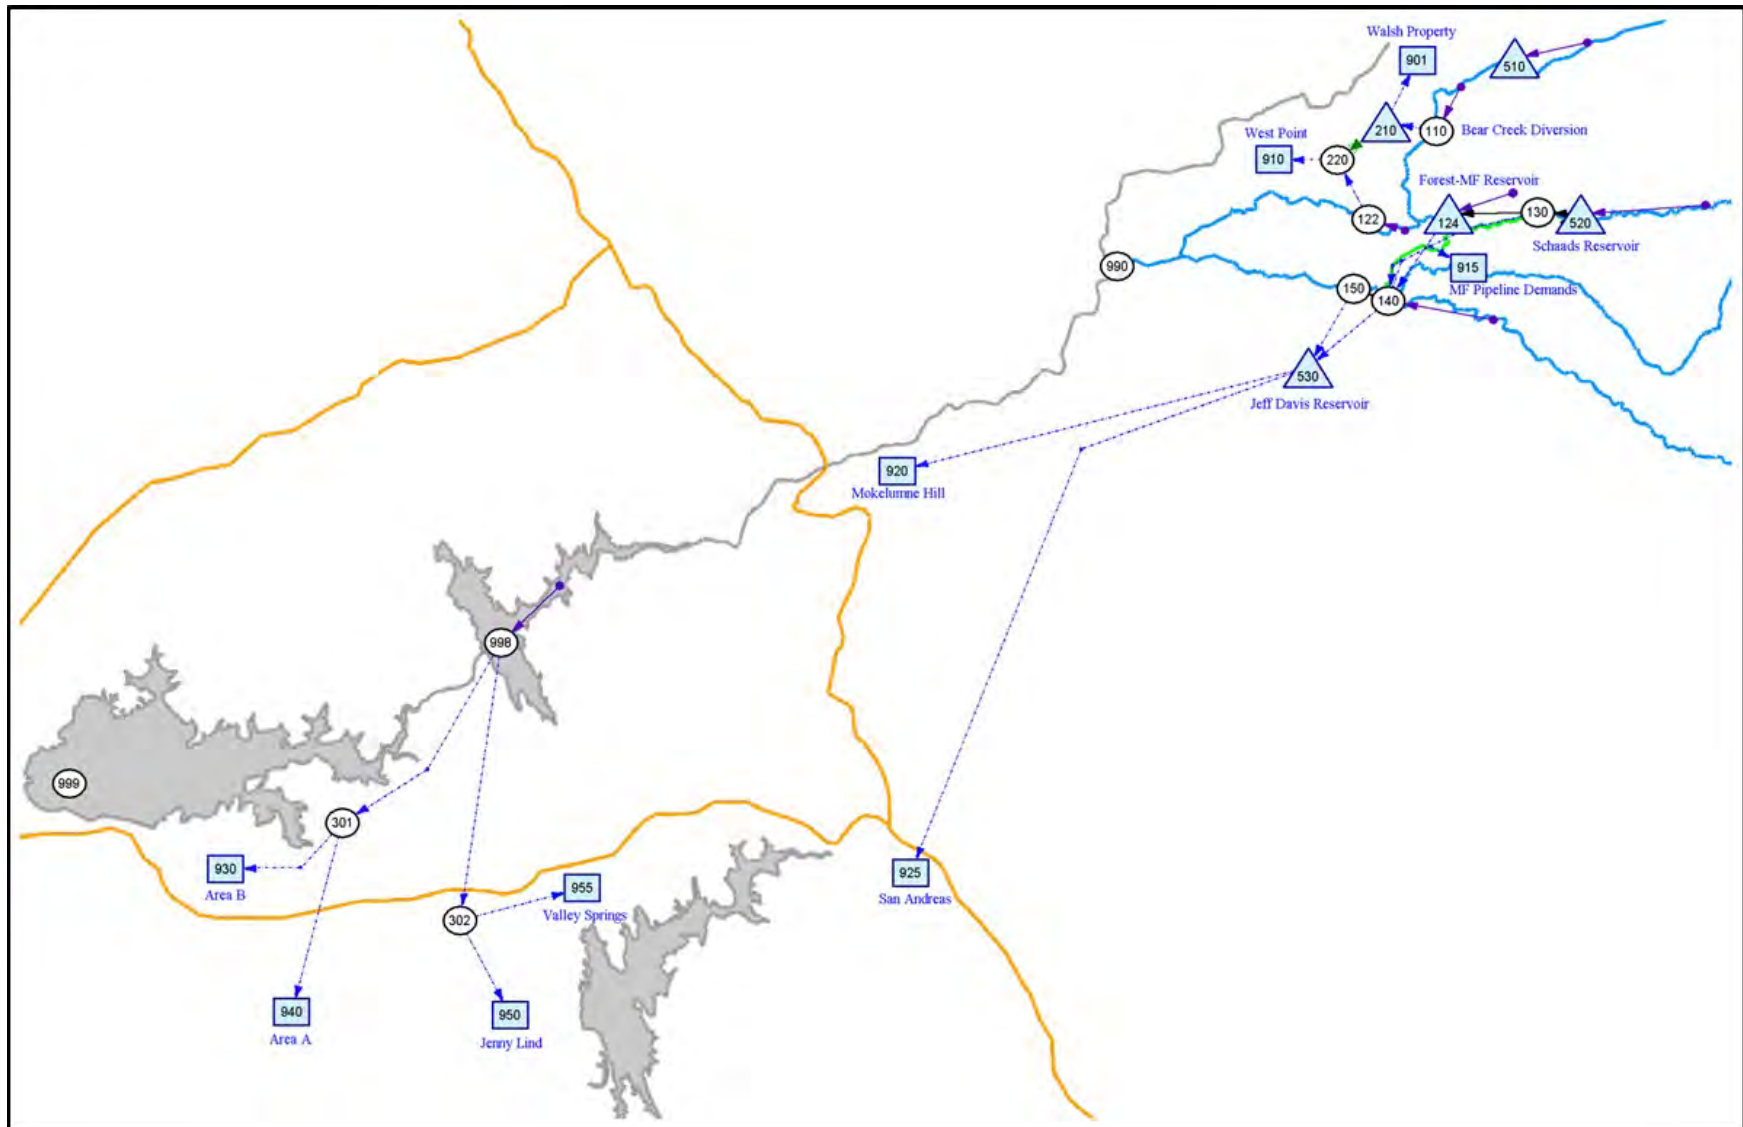 Walsh Property
901
510
210
110
Bear Creek Diversion
West Point
910
220
Forest-MF Reservoir
122
124
130
520
Schaads Reservoir
990
915
MF Pipeline Demands
150
140
530
Jeff Davis Reservoir
920
Mokelumne Hill
998
999
301
930
Area B
925
San Andreas
955
Valley Springs
302
940
Area A
950
Jenny Lind